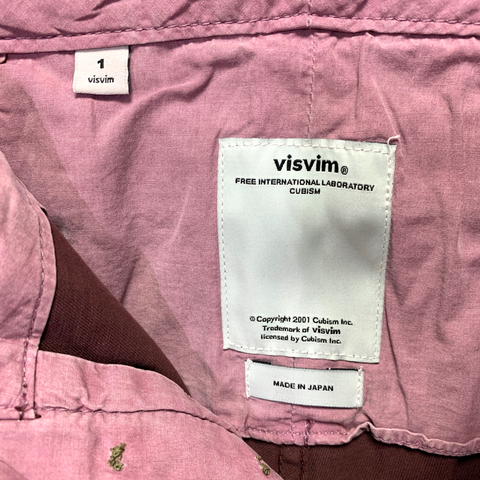 1
visvim
visvim®
FREE INTERNATIONAL LABORATORY
CUBISM
© Copyright 2001 Cubism Inc.
Trademark of visvim
licensed by Cubism Inc.
MADE IN JAPAN